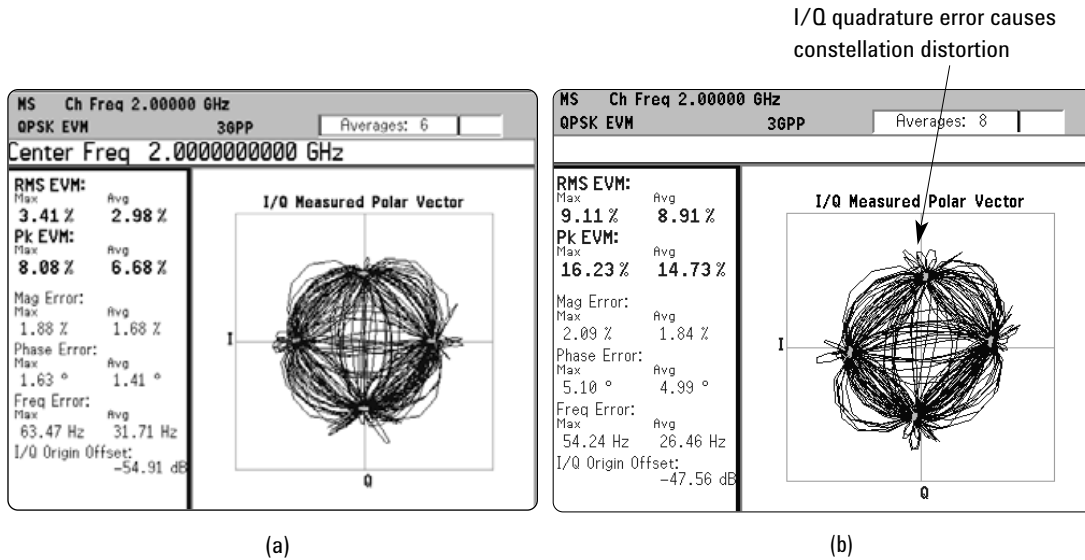 I/Q quadrature error causes
constellation distortion
MS Ch Freq 2.00000 GHz
QPSK EVM 3GPP Averages: 6
Center Freq 2.0000000000 GHz
RMS EVM:
Max Avg
3.41 % 2.98 %
Pk EVM:
Max Avg
8.08 % 6.68 %
Mag Error:
Max Avg
1.88 % 1.68 %
Phase Error:
Max Avg
1.63 ° 1.41 °
Freq Error:
Max Avg
63.47 Hz 31.71 Hz
I/Q Origin Offset:
-54.91 dB
I/Q Measured Polar Vector
I
Q
(a)
MS Ch Freq 2.00000 GHz
QPSK EVM 3GPP Averages: 8
RMS EVM:
Max Avg
9.11 % 8.91 %
Pk EVM:
Max Avg
16.23 % 14.73 %
Mag Error:
Max Avg
2.09 % 1.84 %
Phase Error:
Max Avg
5.10 ° 4.99 °
Freq Error:
Max Avg
54.24 Hz 26.46 Hz
I/Q Origin Offset:
-47.56 dB
I/Q Measured Polar Vector
I
Q
(b)